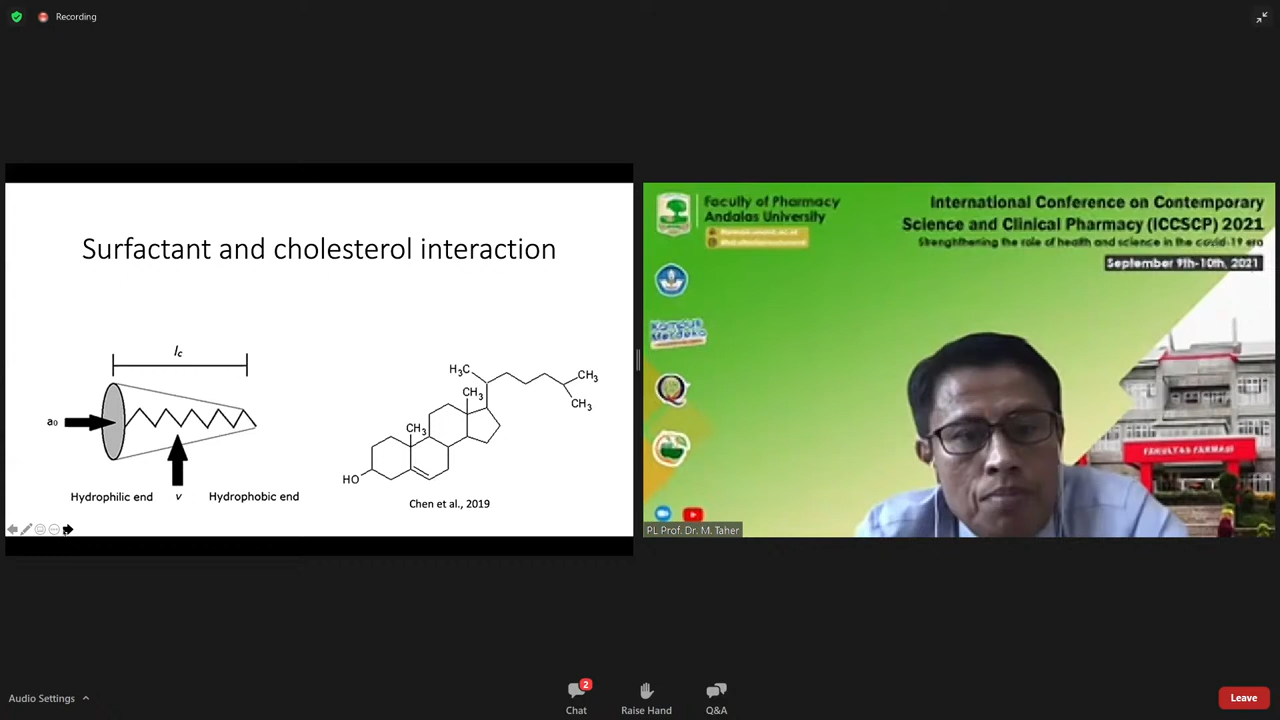 Recording
Surfactant and cholesterol interaction
lc
a0
Hydrophilic end
v
Hydrophobic end
H3C
CH3
CH3
CH3
CH3
HO
Chen et al., 2019
Faculty of Pharmacy
Andalas University
International Conference on Contemporary
Science and Clinical Pharmacy (ICCSCP) 2021
Strenghthening the role of health and science in the covid-19 era
September 9th-10th, 2021
Kampus
Merdeka
FAKULTAS FARMASI
PL Prof. Dr. M. Taher
Audio Settings
2
Chat
Raise Hand
Q&A
Leave